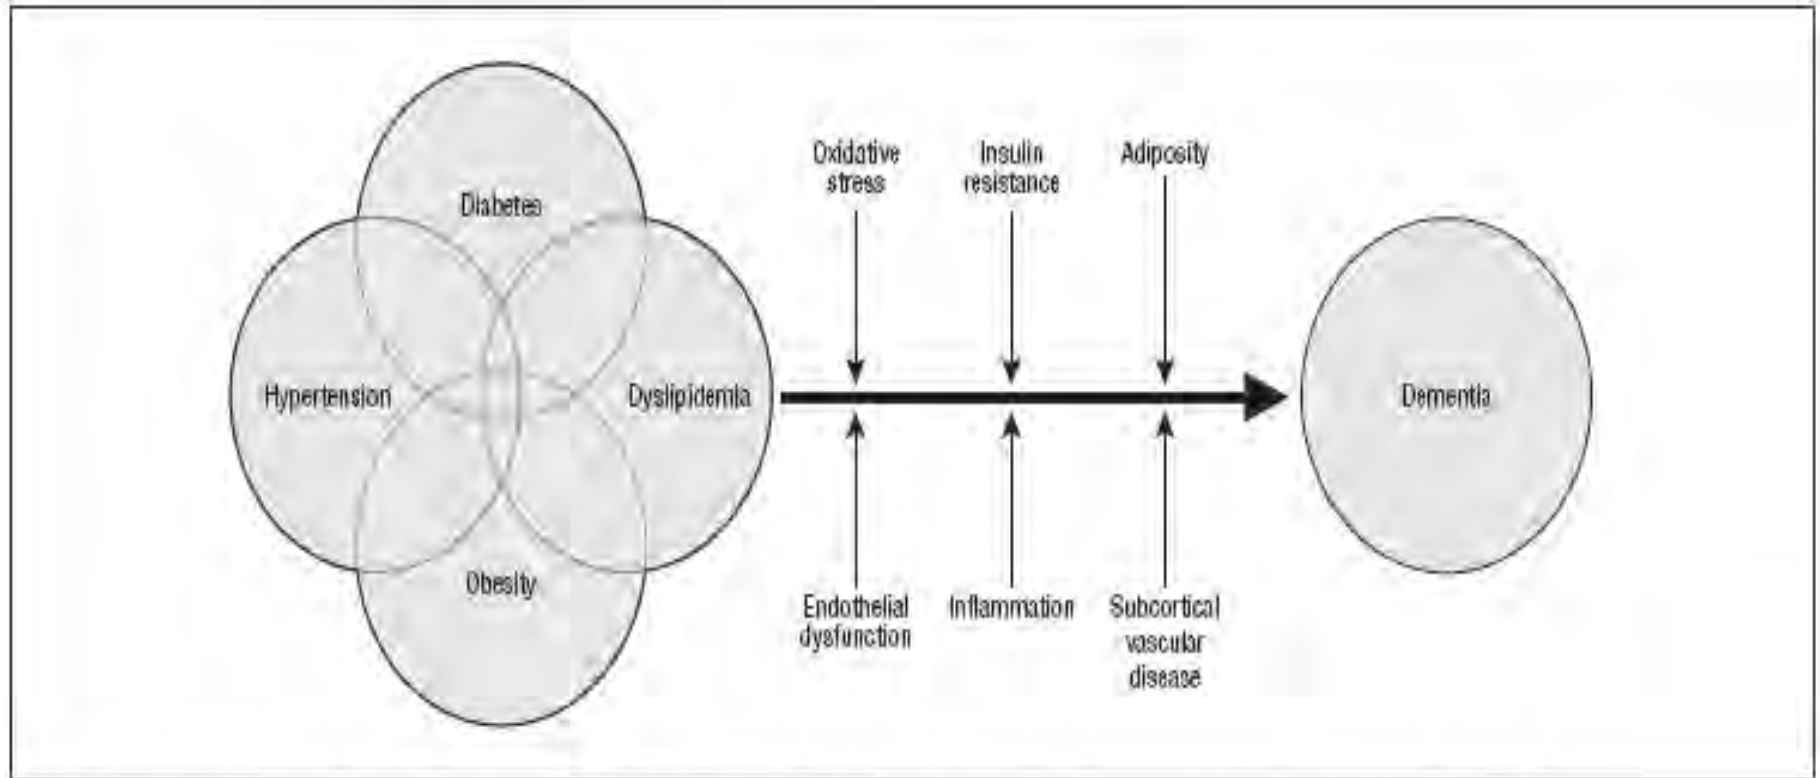 Diabetes
Hypertension
Dyslipidemia
Obesity
Oxidative
stress
Insulin
resistance
Adiposity
Endothelial
dysfunction
Inflammation
Subcortical
vascular
disease
Dementia